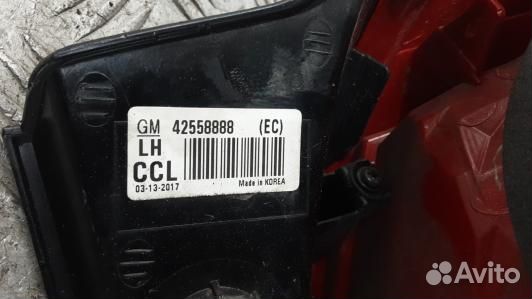 GM 42558888 (EC)
LH
CCL
03-13-2017 Made in KOREA
Avito